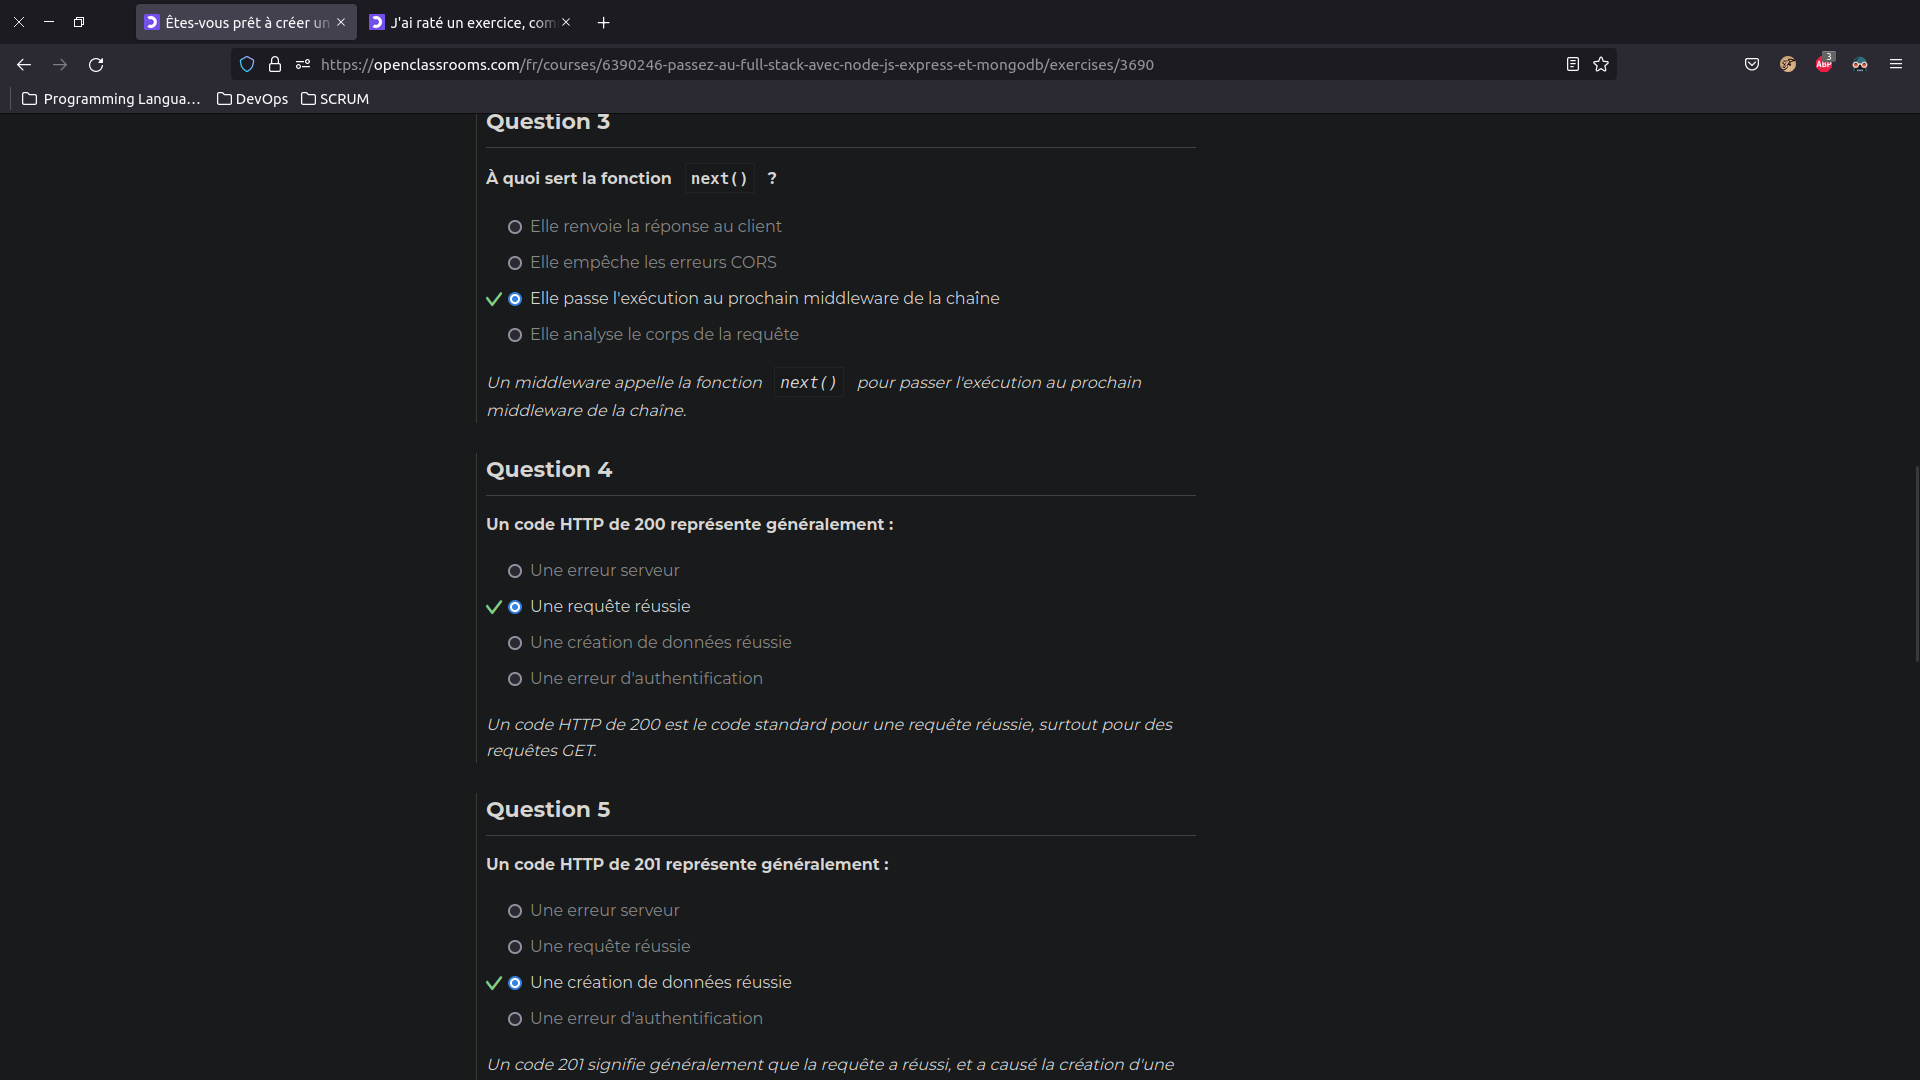 Êtes-vous prêt à créer un
J'ai raté un exercice, com
https://openclassrooms.com/fr/courses/6390246-passez-au-full-stack-avec-node-js-express-et-mongodb/exercises/3690
3
ABP
Programming Langua… DevOps SCRUM
Question 3
À quoi sert la fonction next() ?
Elle renvoie la réponse au client
Elle empêche les erreurs CORS
Elle passe l'exécution au prochain middleware de la chaîne
Elle analyse le corps de la requête
Un middleware appelle la fonction next() pour passer l'exécution au prochain
middleware de la chaîne.
Question 4
Un code HTTP de 200 représente généralement :
Une erreur serveur
Une requête réussie
Une création de données réussie
Une erreur d'authentification
Un code HTTP de 200 est le code standard pour une requête réussie, surtout pour des
requêtes GET.
Question 5
Un code HTTP de 201 représente généralement :
Une erreur serveur
Une requête réussie
Une création de données réussie
Une erreur d'authentification
Un code 201 signifie généralement que la requête a réussi, et a causé la création d'une